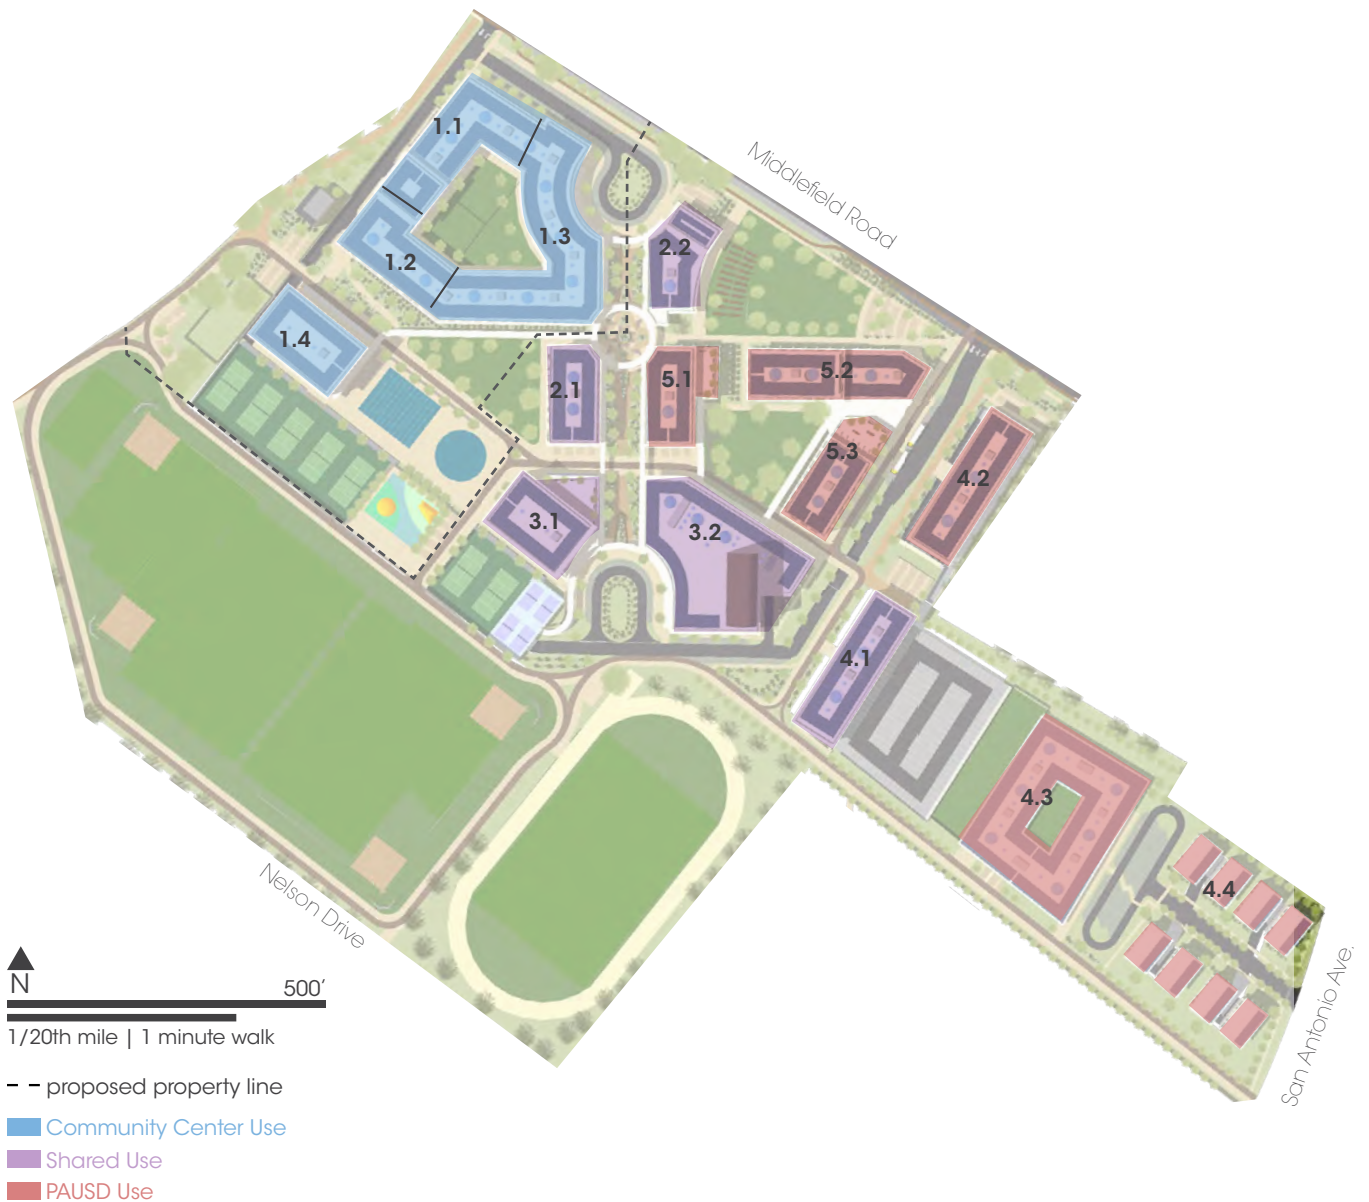 1.1
Middlefield Road
1.3
2.2
1.2
1.4
5.1
5.2
2.1
5.3
4.2
3.1
3.2
4.1
4.3
4.4
Nelson Drive
San Antonio Ave.
N
500'
1/20th mile | 1 minute walk
proposed property line
Community Center Use
Shared Use
PAUSD Use